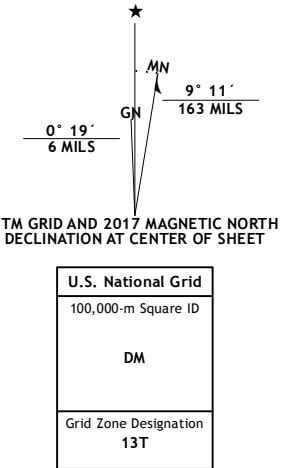 ★
MN
GN
9° 11´
163 MILS
0° 19´
6 MILS
TM GRID AND 2017 MAGNETIC NORTH
DECLINATION AT CENTER OF SHEET
U.S. National Grid
100,000-m Square ID
DM
Grid Zone Designation
13T